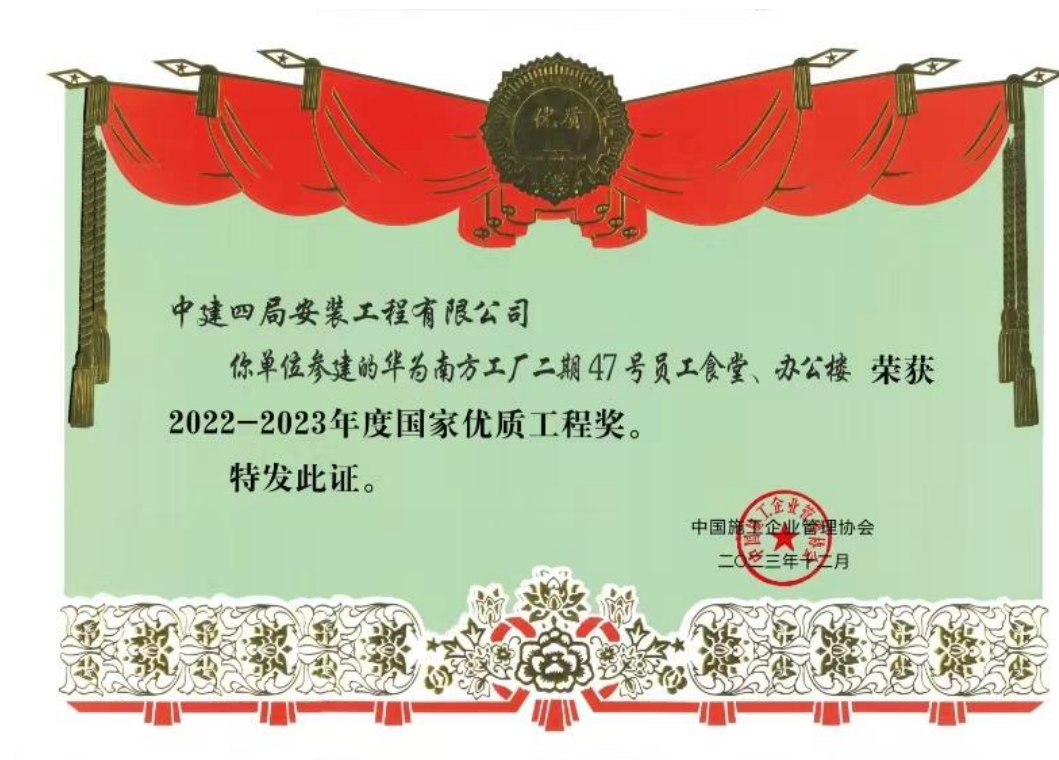 优质
中建四局安装工程有限公司
你单位参建的华为南方工厂二期47号员工食堂、办公楼 荣获
2022-2023年度国家优质工程奖。
特发此证。
中国施工企业管理协会
二〇二三年十二月